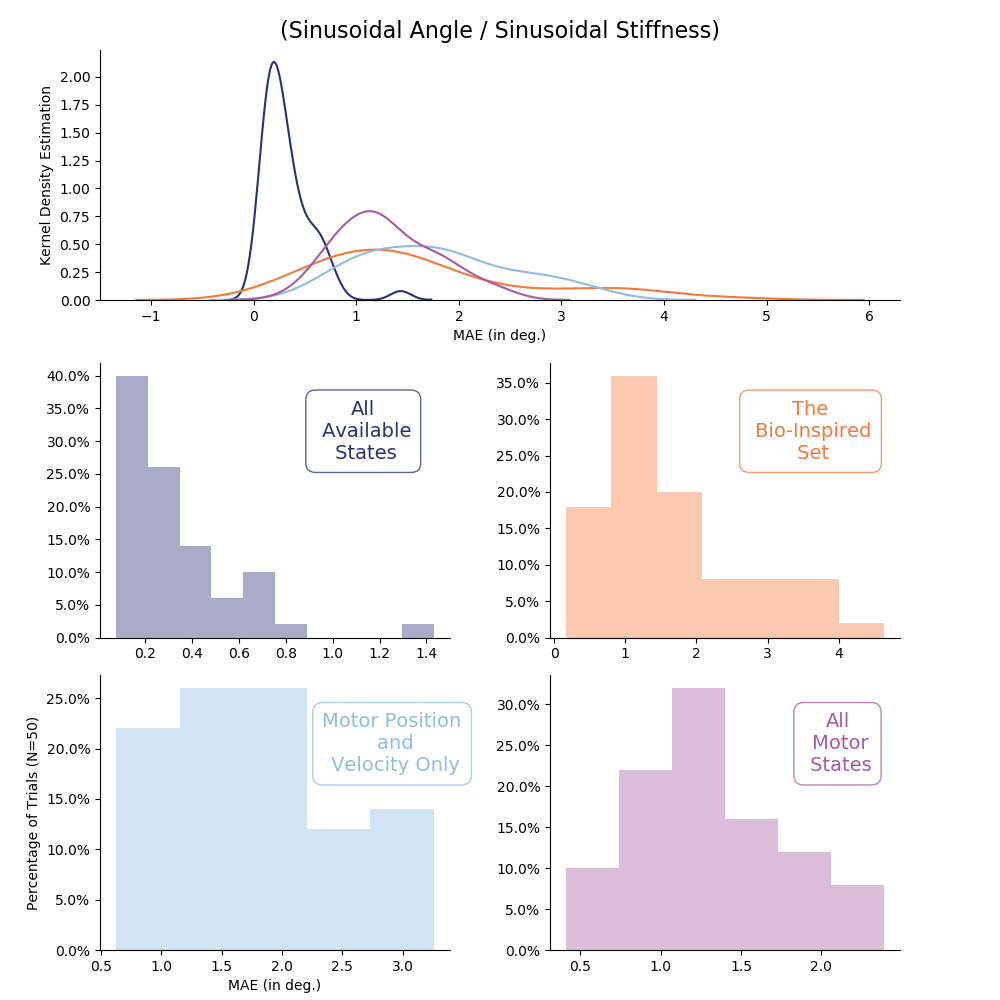 (Sinusoidal Angle / Sinusoidal Stiffness)
Kernel Density Estimation
2.00
1.75
1.50
1.25
1.00
0.75
0.50
0.25
0.00
−1 0 1 2 3 4 5 6
MAE (in deg.)
40.0%
35.0%
30.0%
25.0%
20.0%
15.0%
10.0%
5.0%
0.0%
All
Available
States
0.2 0.4 0.6 0.8 1.0 1.2 1.4
35.0%
30.0%
25.0%
20.0%
15.0%
10.0%
5.0%
0.0%
The
Bio-Inspired
Set
0 1 2 3 4
Percentage of Trials (N=50)
25.0%
20.0%
15.0%
10.0%
5.0%
0.0%
Motor Position
and
Velocity Only
0.5 1.0 1.5 2.0 2.5 3.0
MAE (in deg.)
30.0%
25.0%
20.0%
15.0%
10.0%
5.0%
0.0%
All
Motor
States
0.5 1.0 1.5 2.0